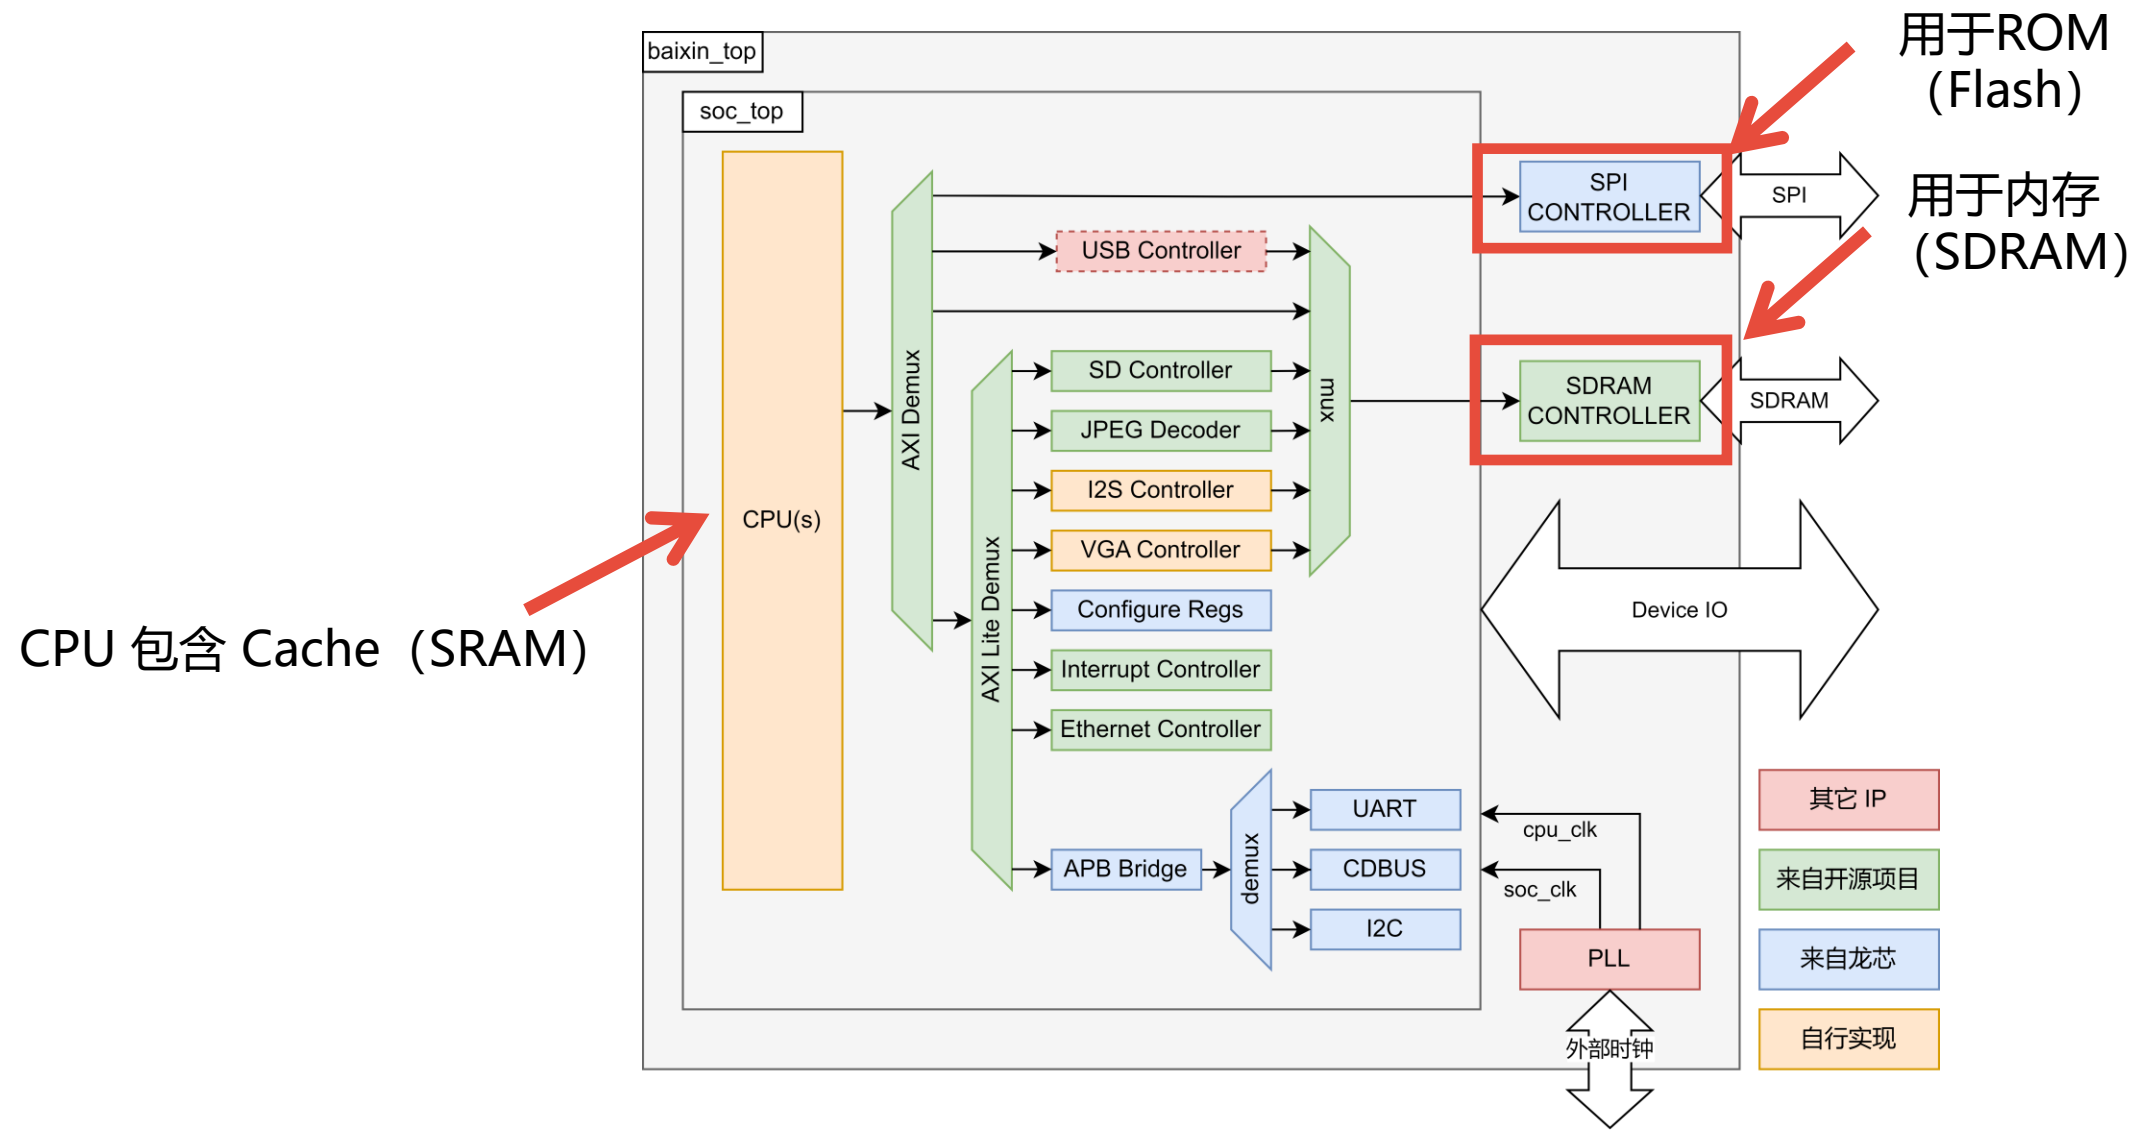 baixin_top
soc_top
用于ROM
（Flash）
用于内存
（SDRAM）
CPU 包含 Cache（SRAM）
CPU(s)
AXI Demux
AXI Lite Demux
USB Controller
SD Controller
JPEG Decoder
I2S Controller
VGA Controller
Configure Regs
Interrupt Controller
Ethernet Controller
APB Bridge
demux
UART
CDBUS
I2C
mux
SPI
CONTROLLER
SPI
SDRAM
CONTROLLER
SDRAM
Device IO
cpu_clk
soc_clk
PLL
外部时钟
其它 IP
来自开源项目
来自龙芯
自行实现